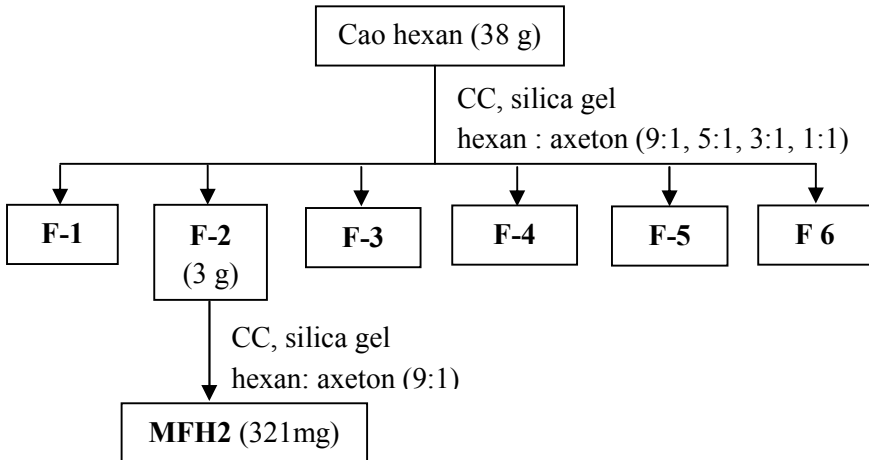 Cao hexan (38 g)
CC, silica gel
hexan : axeton (9:1, 5:1, 3:1, 1:1)
F-1
F-2
(3 g)
F-3
F-4
F-5
F 6
CC, silica gel
hexan: axeton (9:1)
MFH2 (321mg)